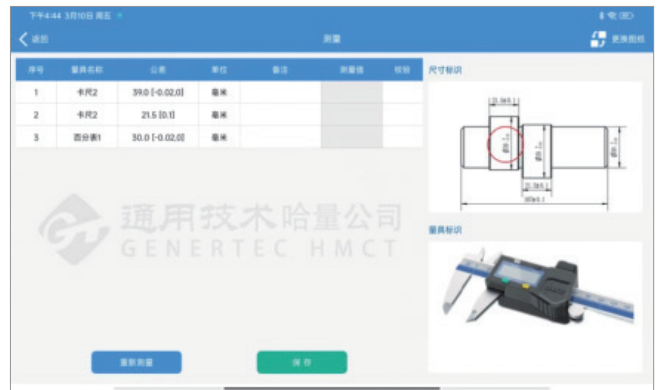 下午4:44 3月10日 周五
返回
测量
更换图纸
序号 量具名称 公差 单位 备注 测量值 校验
1 卡尺2 39.0 [-0.02,0] 毫米
2 卡尺2 21.5 [0.1] 毫米
3 百分表1 30.0 [-0.02,0] 毫米
尺寸标识
量具标识
通用技术哈量公司
GENERTEC HMCT
重新测量
保存